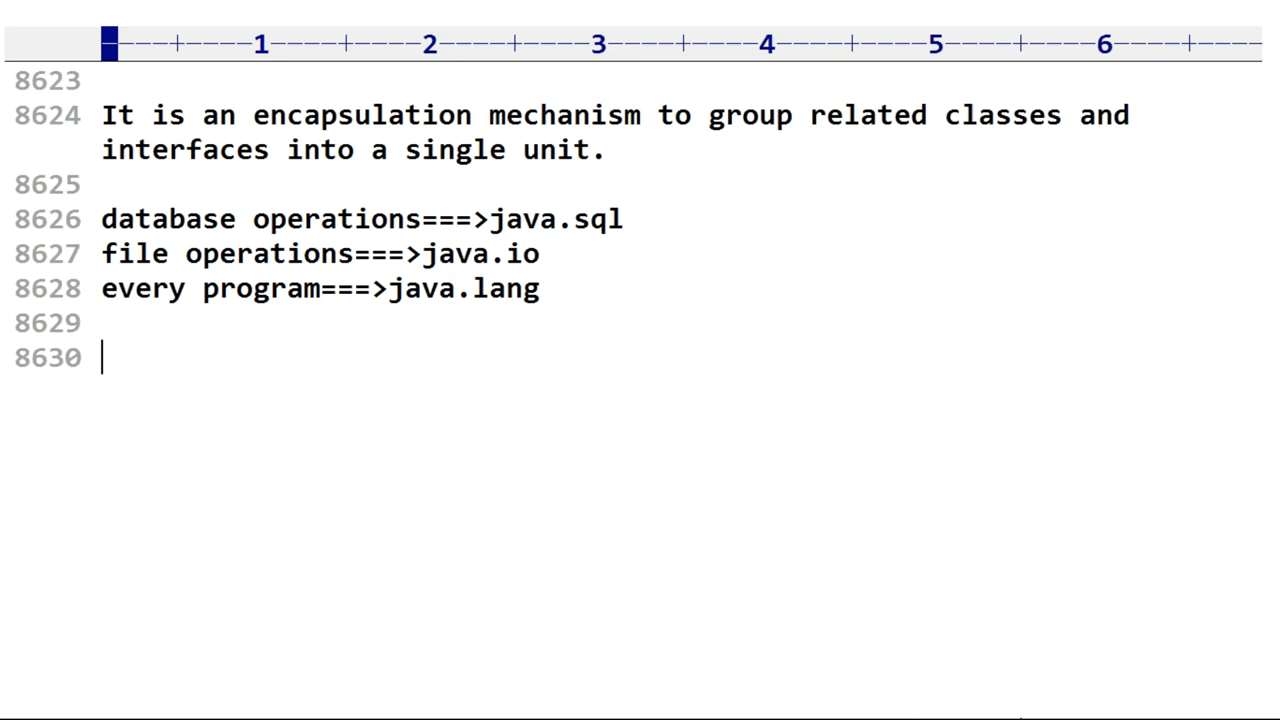 ----+----1----+----2----+----3----+----4----+----5----+----6----+----
8623
8624 It is an encapsulation mechanism to group related classes and
interfaces into a single unit.
8625
8626 database operations===>java.sql
8627 file operations===>java.io
8628 every program===>java.lang
8629
8630